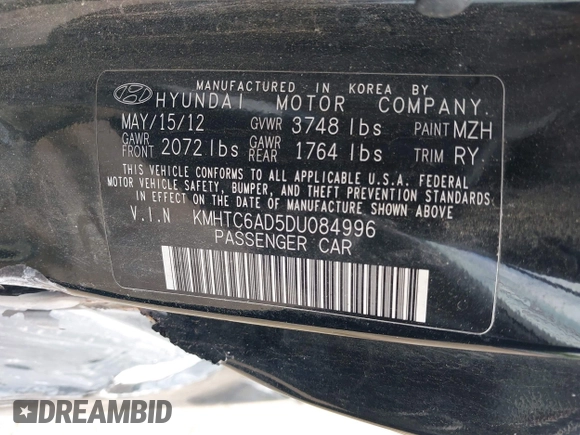 MANUFACTURED IN KOREA BY
HYUNDAI MOTOR COMPANY.
MAY/15/12 GVWR 3748 lbs PAINT MZH
GAWR FRONT 2072 lbs GAWR REAR 1764 lbs TRIM RY
THIS VEHICLE CONFORMS TO ALL APPLICABLE U.S.A. FEDERAL
MOTOR VEHICLE SAFETY, BUMPER, AND THEFT PREVENTION STANDARDS
IN EFFECT ON THE DATE OF MANUFACTURE SHOWN ABOVE.
V.I.N KMHTC6AD5DU084996
PASSENGER CAR
DREAMBID